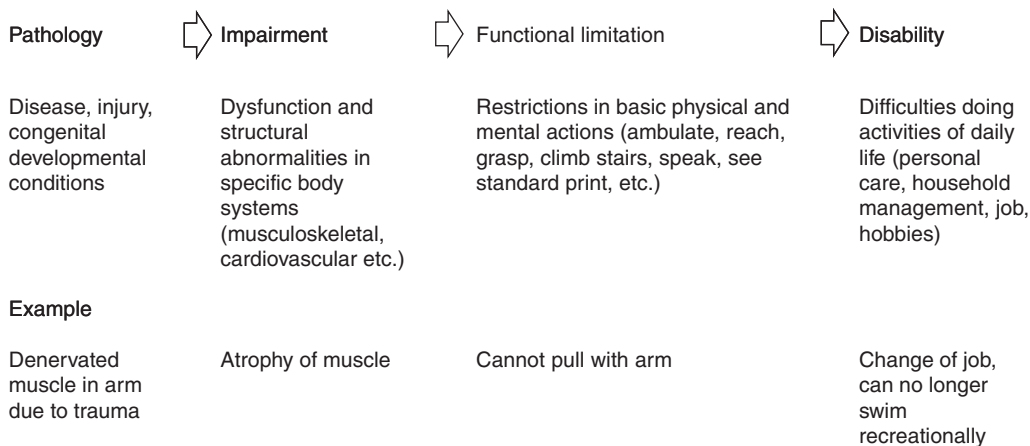 Pathology
Impairment
Functional limitation
Disability
Disease, injury,
congenital
developmental
conditions
Dysfunction and
structural
abnormalities in
specific body
systems
(musculoskeletal,
cardiovascular etc.)
Restrictions in basic physical and
mental actions (ambulate, reach,
grasp, climb stairs, speak, see
standard print, etc.)
Difficulties doing
activities of daily
life (personal
care, household
management, job,
hobbies)
Example
Denervated
muscle in arm
due to trauma
Atrophy of muscle
Cannot pull with arm
Change of job,
can no longer
swim
recreationally